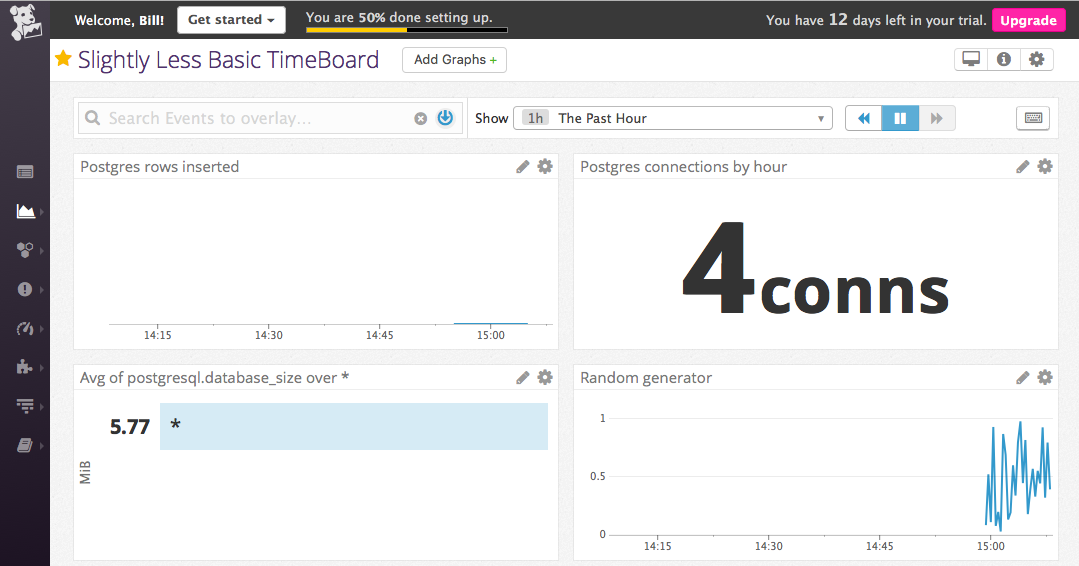 Welcome, Bill!
Get started
You are 50% done setting up.
You have 12 days left in your trial.
Upgrade
Slightly Less Basic TimeBoard
Add Graphs +
Search Events to overlay...
Show
1h The Past Hour
Postgres rows inserted
14:15 14:30 14:45 15:00
Postgres connections by hour
4conns
Avg of postgresql.database_size over *
5.77 *
MiB
Random generator
1
0.5
0
14:15 14:30 14:45 15:00